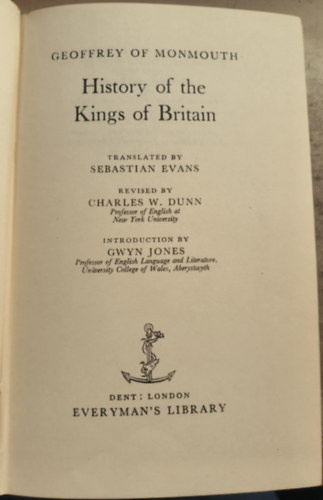 GEOFFREY OF MONMOUTH
History of the
Kings of Britain
TRANSLATED BY
SEBASTIAN EVANS
REVISED BY
CHARLES W. DUNN
Professor of English at
New York University
INTRODUCTION BY
GWYN JONES
Professor of English Language and Literature,
University College of Wales, Aberystwyth
DENT: LONDON
EVERYMAN'S LIBRARY